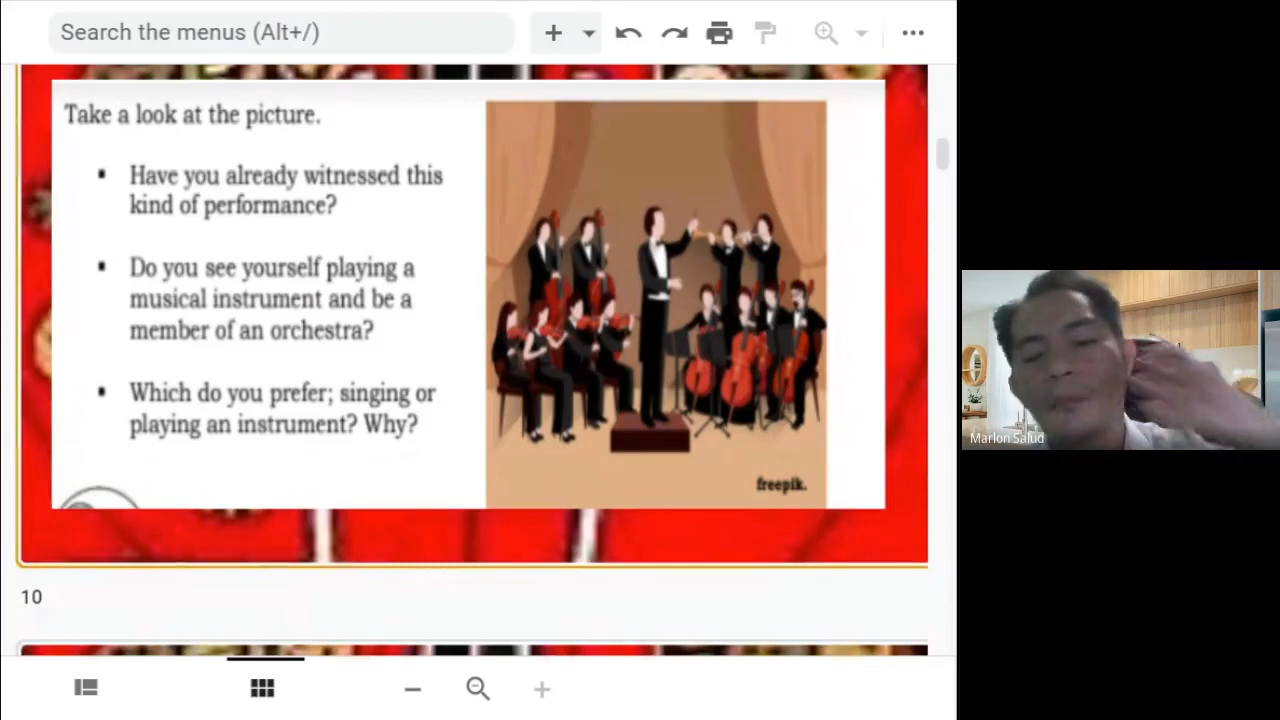 Search the menus (Alt+/)
Take a look at the picture.
▪ Have you already witnessed this
kind of performance?
▪ Do you see yourself playing a
musical instrument and be a
member of an orchestra?
▪ Which do you prefer; singing or
playing an instrument? Why?
freepik.
Marlon Salud
10